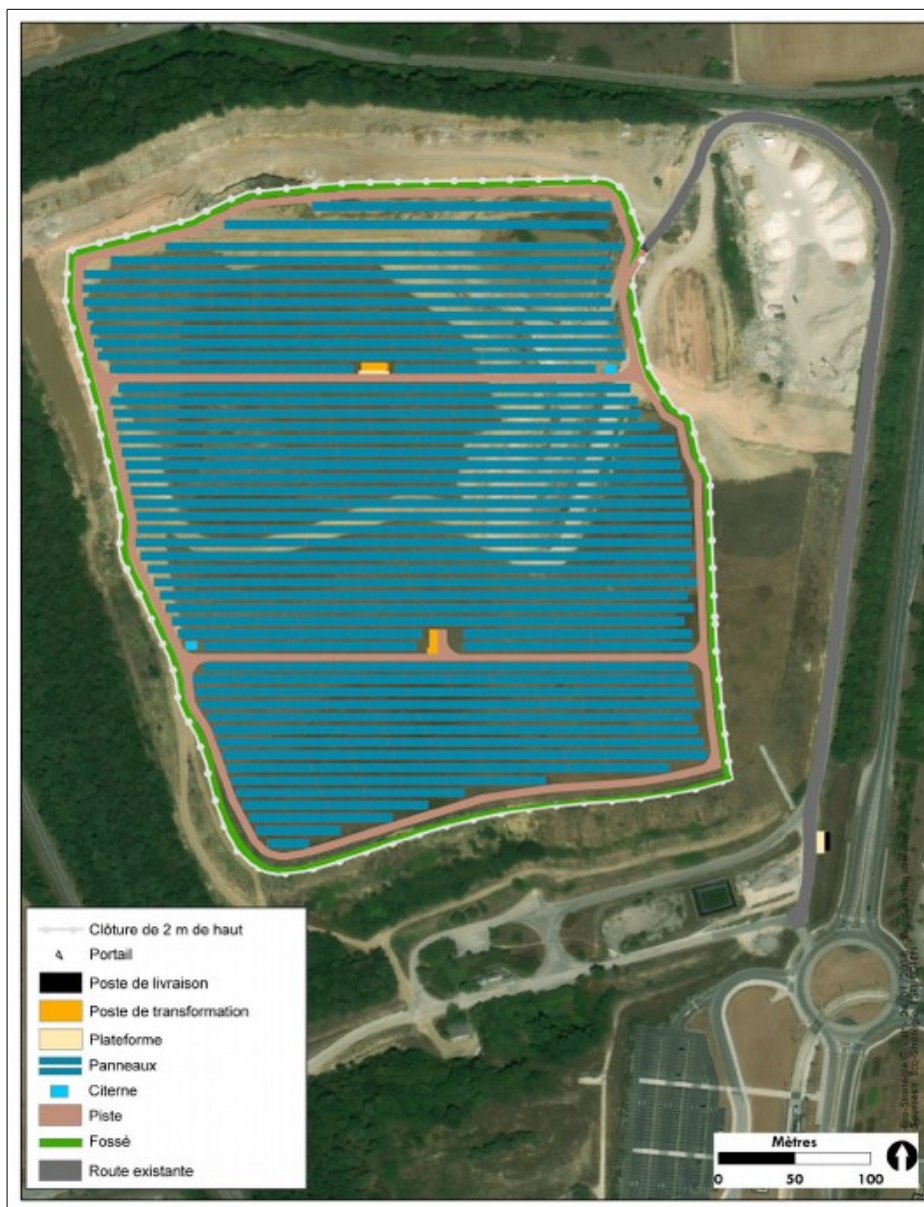 Clôture de 2 m de haut
Portail
Poste de livraison
Poste de transformation
Plateforme
Panneaux
Citerne
Piste
Fossé
Route existante
Mètres
0 50 100